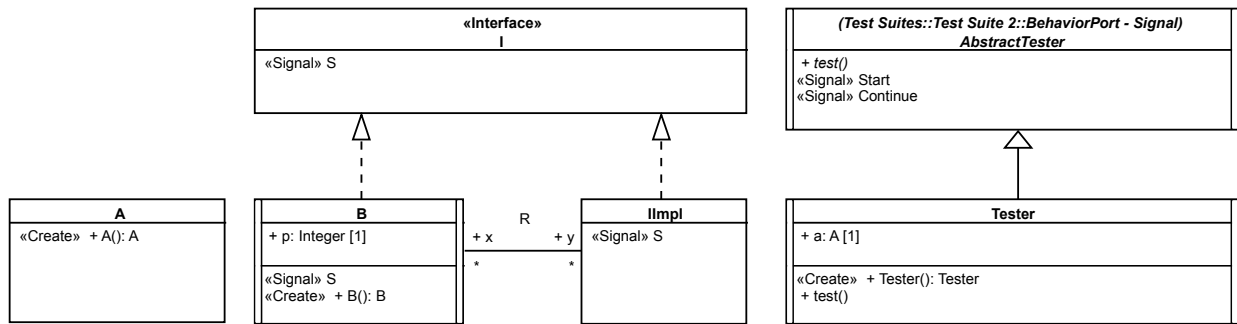 «Interface»
I
«Signal» S
(Test Suites::Test Suite 2::BehaviorPort - Signal)
AbstractTester
+ test()
«Signal» Start
«Signal» Continue
A
«Create»  + A(): A
B
+ p: Integer [1]
«Signal» S
«Create»  + B(): B
R
+ x
+ y
*
*
IImpl
«Signal» S
Tester
+ a: A [1]
«Create»  + Tester(): Tester
+ test()